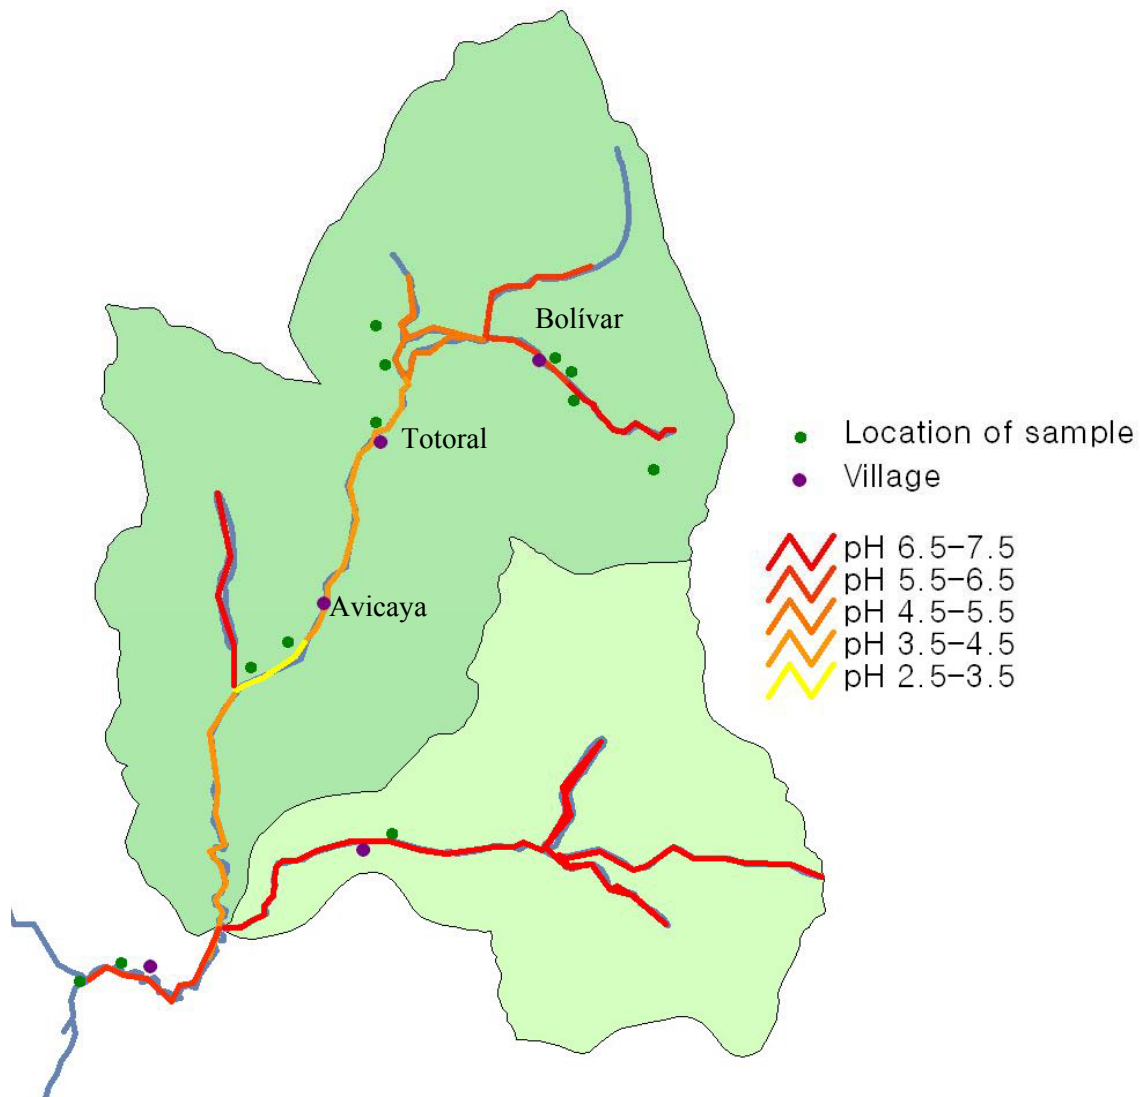 Bolívar
Totoral
Avicaya
Location of sample
Village
pH 6.5-7.5
pH 5.5-6.5
pH 4.5-5.5
pH 3.5-4.5
pH 2.5-3.5